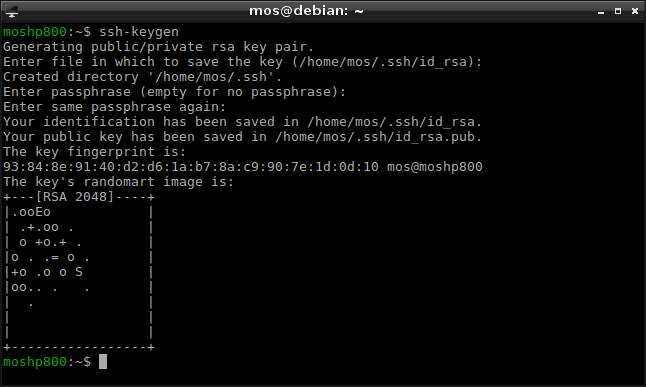 mos@debian: ~
moshp800:~$ ssh-keygen
Generating public/private rsa key pair.
Enter file in which to save the key (/home/mos/.ssh/id_rsa):
Created directory '/home/mos/.ssh'.
Enter passphrase (empty for no passphrase):
Enter same passphrase again:
Your identification has been saved in /home/mos/.ssh/id_rsa.
Your public key has been saved in /home/mos/.ssh/id_rsa.pub.
The key fingerprint is:
93:84:8e:91:40:d2:d6:1a:b7:8a:c9:90:7e:1d:0d:10 mos@moshp800
The key's randomart image is:
+---[RSA 2048]----+
|.ooEo            |
| .+.oo .         |
| o +o.+ .        |
|o . .= o .       |
|+o .o o S        |
|oo.. .   .       |
|  .              |
|                 |
|                 |
+-----------------+
moshp800:~$